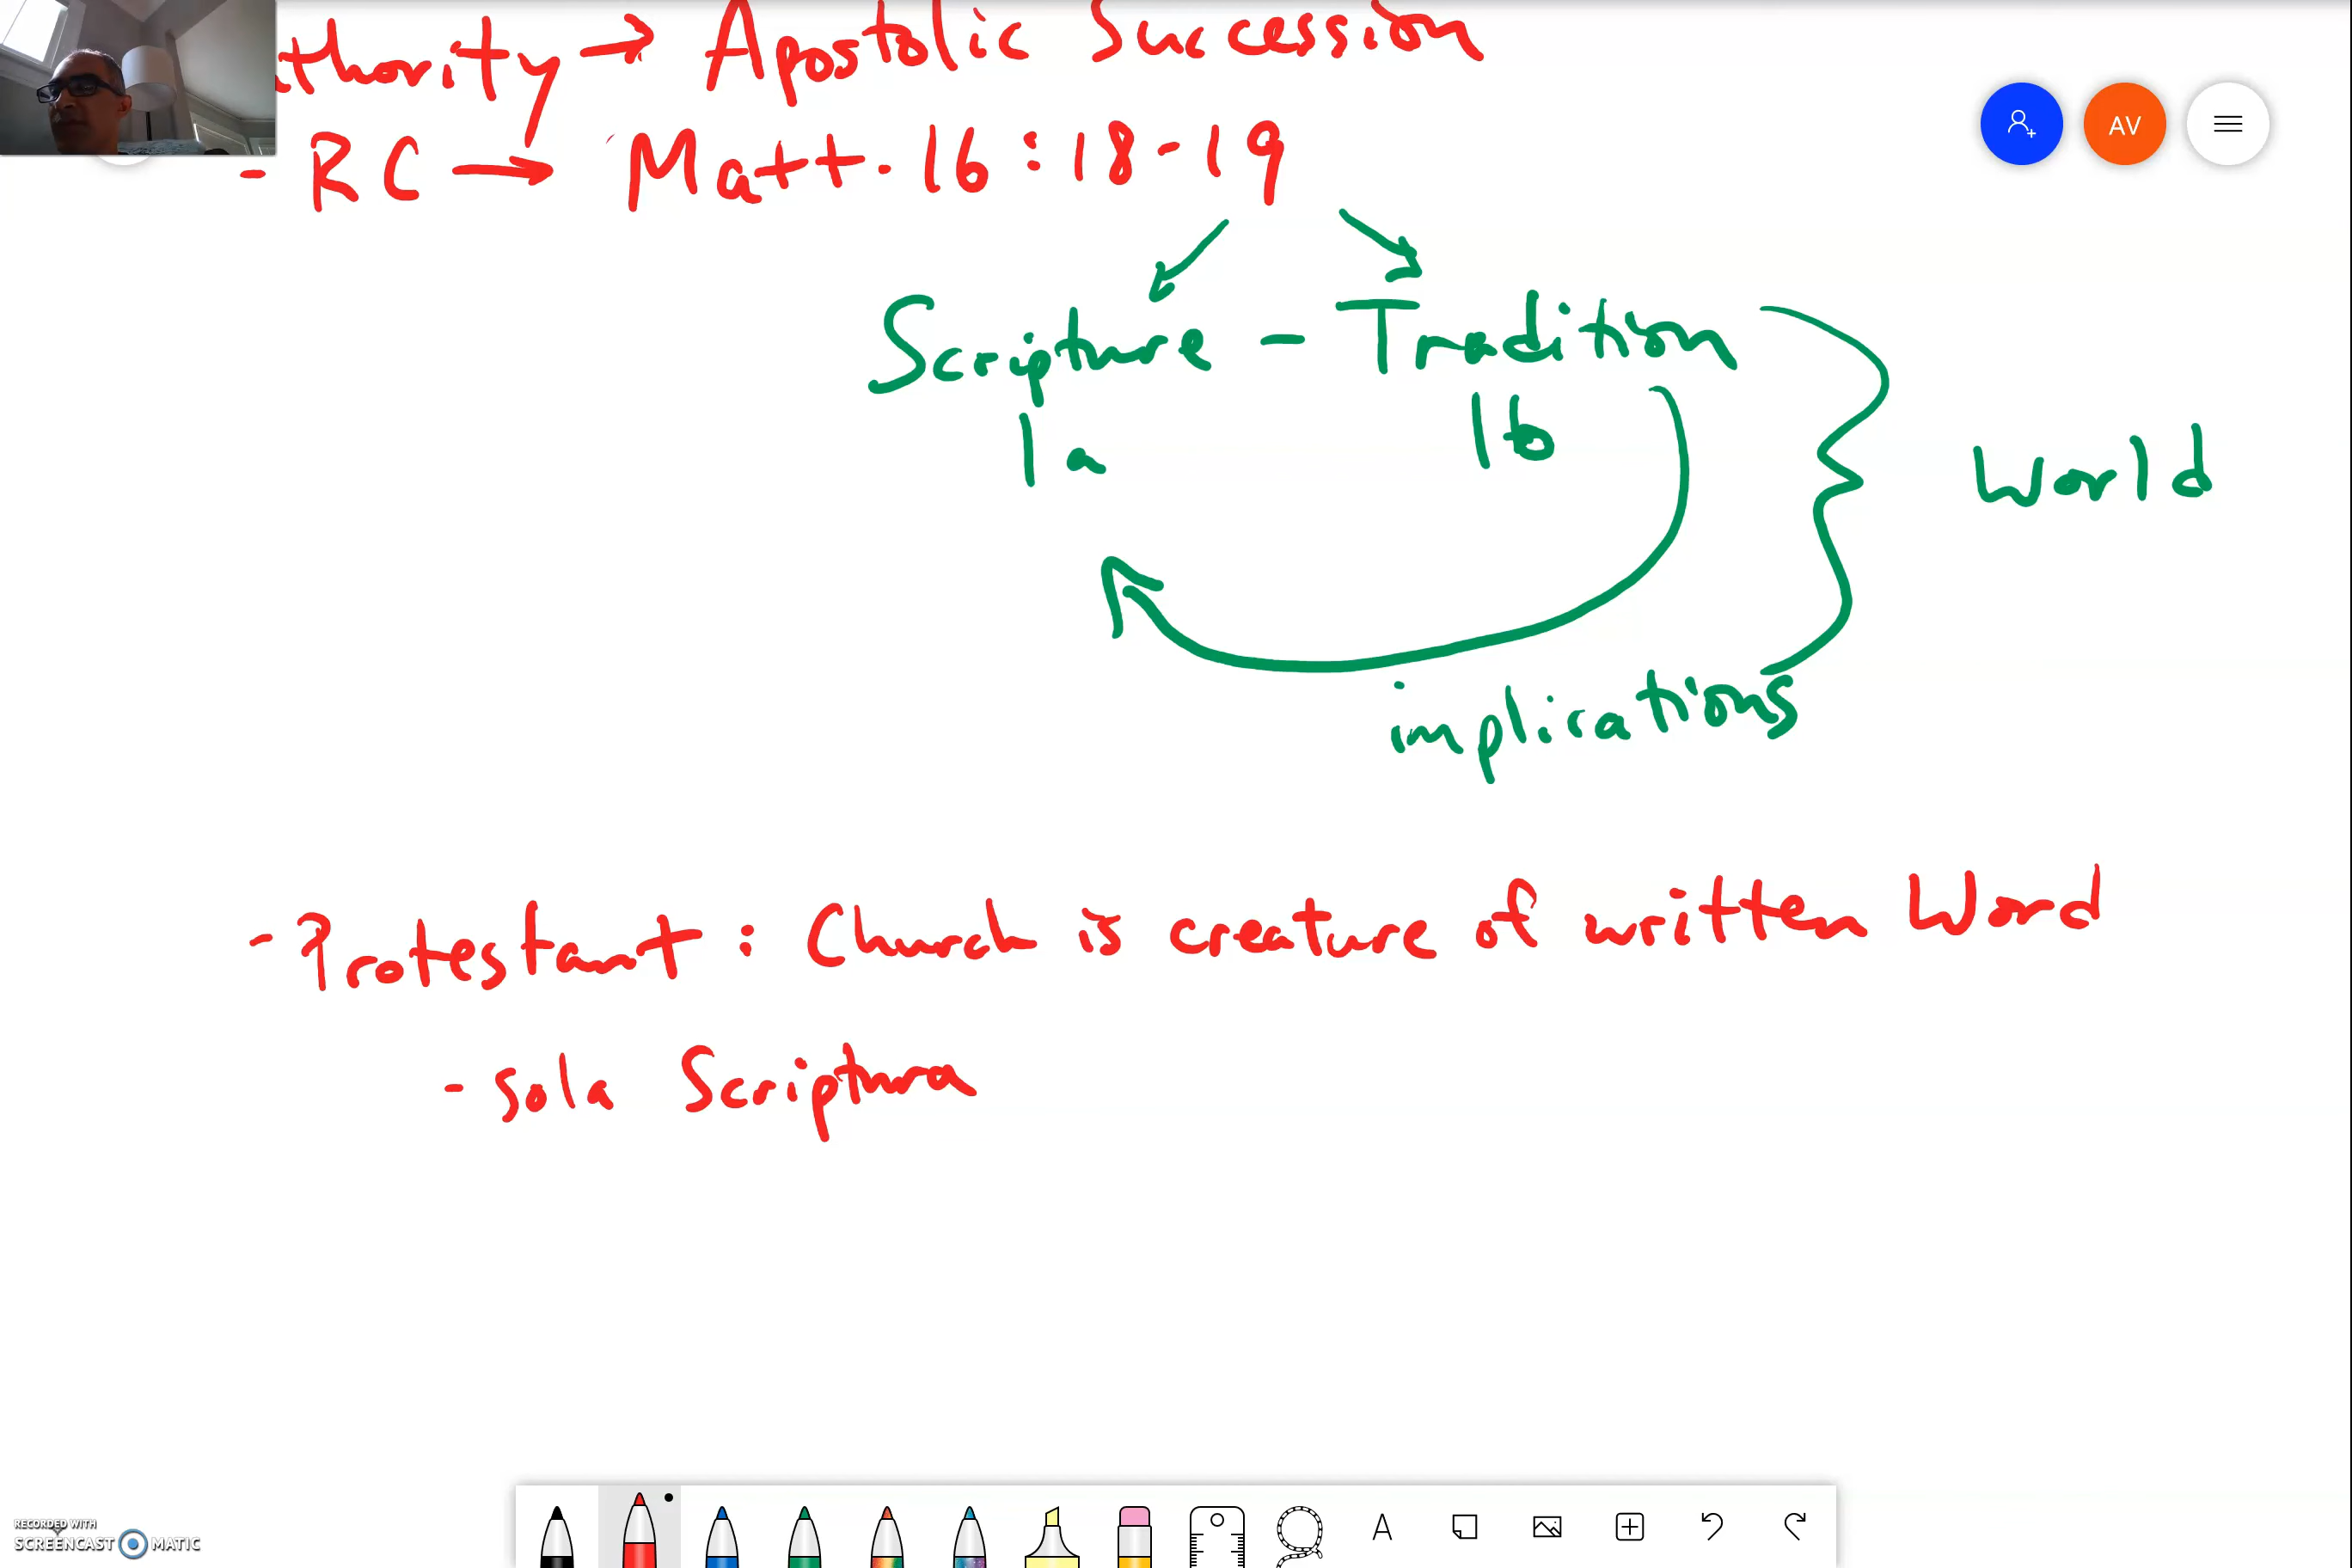 uthority → Apostolic Succession
- RC → Matt. 16:18-19
Scripture - Tradition
1a 1b
World
implications
- Protestant: Church is creature of written Word
- Sola Scriptura
AV
A
RECORDED WITH
SCREENCAST MATIC